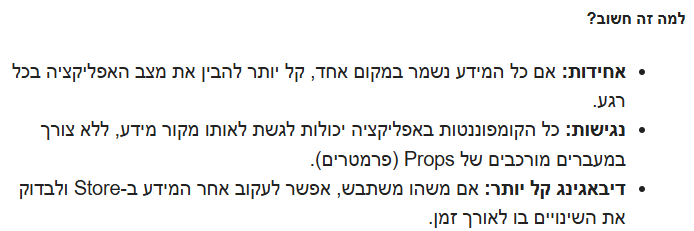 למה זה חשוב?
• אחידות: אם כל המידע נשמר במקום אחד, קל יותר להבין את מצב האפליקציה בכל
רגע.
• נגישות: כל הקומפוננטות באפליקציה יכולות לגשת לאותו מקור מידע, ללא צורך
במעברים מורכבים של Props (פרמטרים).
• דיבאגינג קל יותר: אם משהו משתבש, אפשר לעקוב אחר המידע ב-Store ולבדוק
את השינויים בו לאורך זמן.